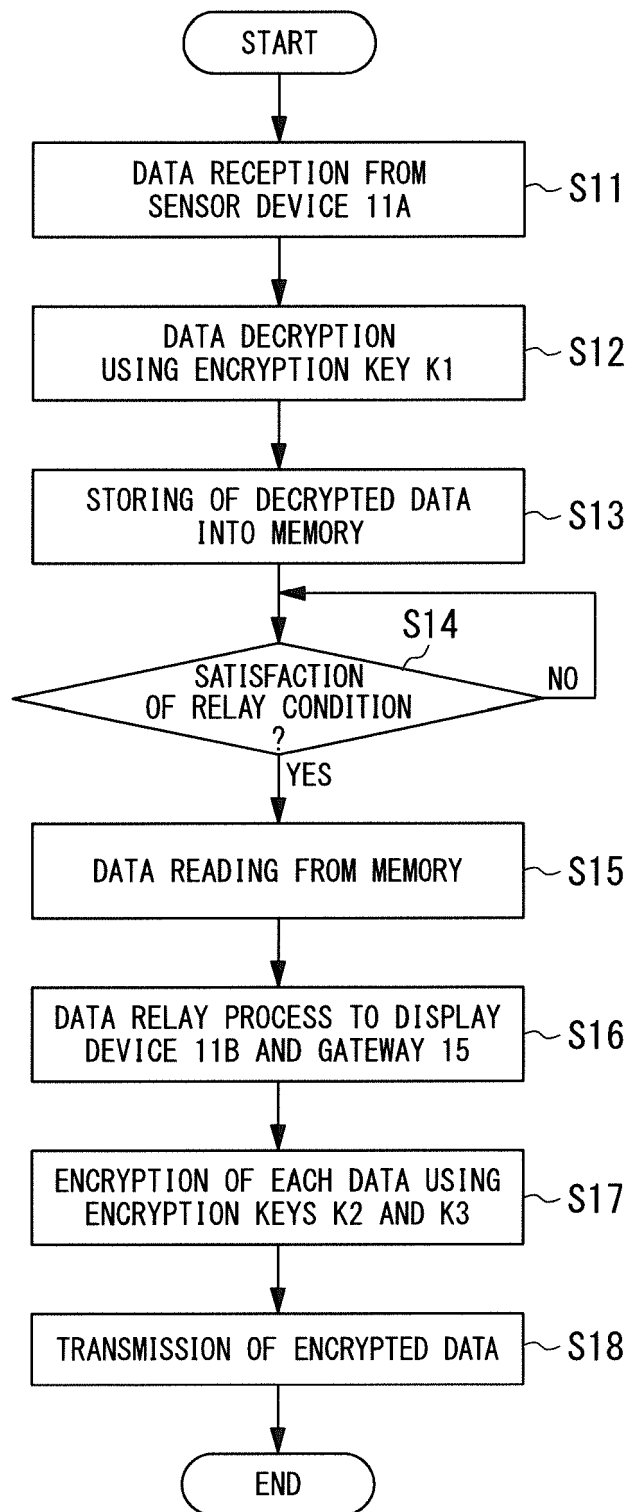 START
DATA RECEPTION FROM
SENSOR DEVICE 11A
S11
DATA DECRYPTION
USING ENCRYPTION KEY K1
S12
STORING OF DECRYPTED DATA
INTO MEMORY
S13
S14
SATISFACTION
OF RELAY CONDITION
?
NO
YES
DATA READING FROM MEMORY
S15
DATA RELAY PROCESS TO DISPLAY
DEVICE 11B AND GATEWAY 15
S16
ENCRYPTION OF EACH DATA USING
ENCRYPTION KEYS K2 AND K3
S17
TRANSMISSION OF ENCRYPTED DATA
S18
END